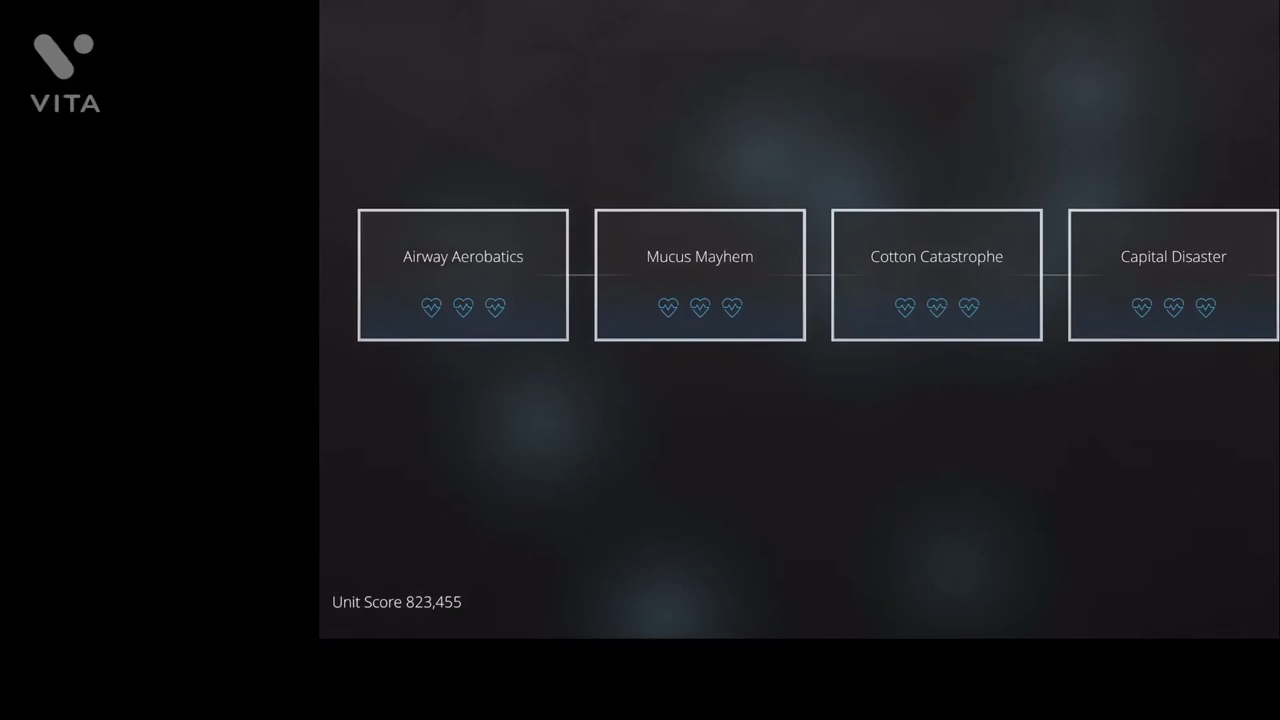 VITA
Airway Aerobatics
Mucus Mayhem
Cotton Catastrophe
Capital Disaster
Unit Score 823,455